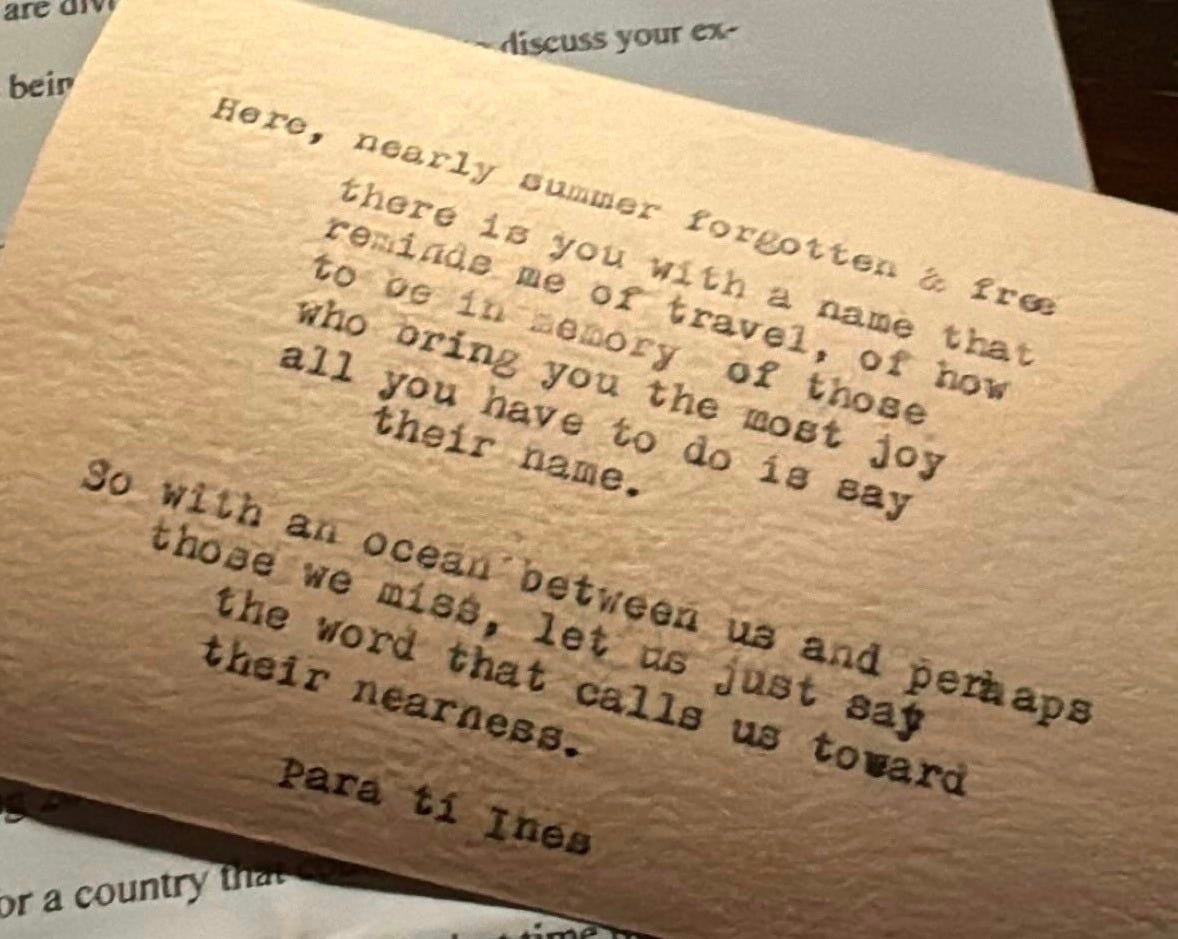 are
discuss your ex-
Here, nearly summer forgotten & free
there is you with a name that
reminds me of travel, of how
to be in memory of those
who bring you the most joy
all you have to do is say
their name.
So with an ocean between us and perhaps
those we miss, let us just say
the word that calls us toward
their nearness.
Para ti Ines
or a country that
time